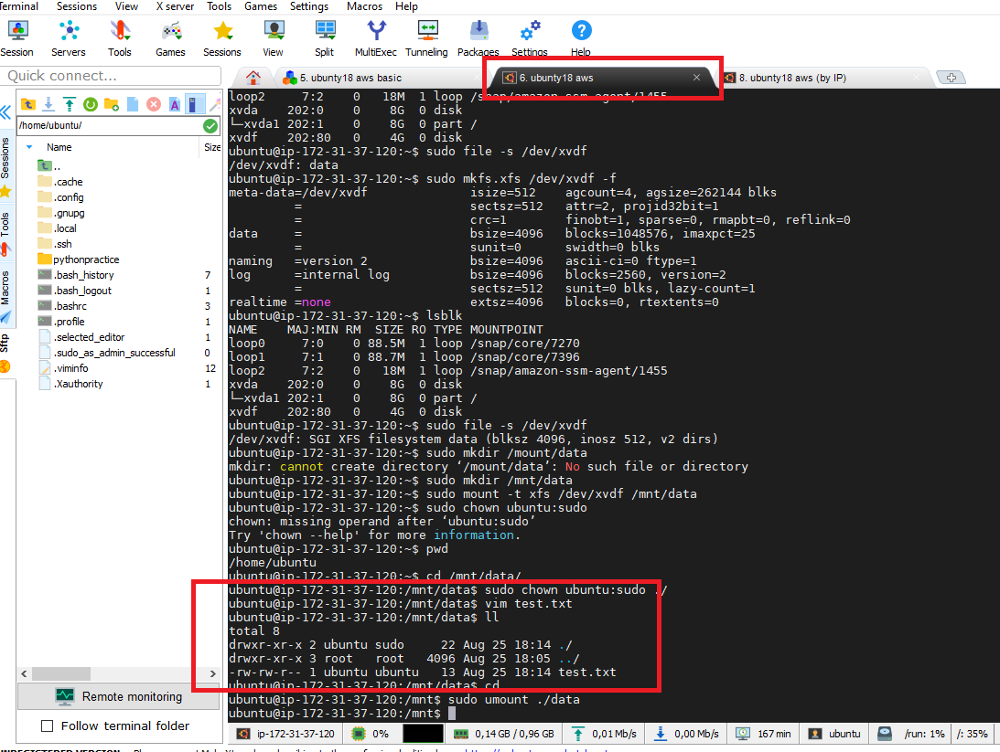 Terminal Sessions View X server Tools Games Settings Macros Help
Session Servers Tools Games Sessions View Split MultiExec Tunneling Packages Settings Help
Quick connect...
5. ubunty18 aws basic
6. ubunty18 aws
8. ubunty18 aws (by IP)
/home/ubuntu/
Name Size
..
.cache
.config
.gnupg
.local
.ssh
pythonpractice
.bash_history 7
.bash_logout 1
.bashrc 3
.profile 1
.selected_editor 1
.sudo_as_admin_successful 0
.viminfo 12
.Xauthority 1
Sessions
Tools
Macros
Sftp
Remote monitoring
Follow terminal folder
loop2 7:2 0 18M 1 loop /snap/amazon-ssm-agent/1455
xvda 202:0 0 8G 0 disk
└─xvda1 202:1 0 8G 0 part /
xvdf 202:80 0 4G 0 disk
ubuntu@ip-172-31-37-120:~$ sudo file -s /dev/xvdf
/dev/xvdf: data
ubuntu@ip-172-31-37-120:~$ sudo mkfs.xfs /dev/xvdf -f
meta-data=/dev/xvdf isize=512 agcount=4, agsize=262144 blks
= sectsz=512 attr=2, projid32bit=1
= crc=1 finobt=1, sparse=0, rmapbt=0, reflink=0
data = bsize=4096 blocks=1048576, imaxpct=25
= sunit=0 swidth=0 blks
naming =version 2 bsize=4096 ascii-ci=0 ftype=1
log =internal log bsize=4096 blocks=2560, version=2
= sectsz=512 sunit=0 blks, lazy-count=1
realtime =none extsz=4096 blocks=0, rtextents=0
ubuntu@ip-172-31-37-120:~$ lsblk
NAME MAJ:MIN RM SIZE RO TYPE MOUNTPOINT
loop0 7:0 0 88.5M 1 loop /snap/core/7270
loop1 7:1 0 88.7M 1 loop /snap/core/7396
loop2 7:2 0 18M 1 loop /snap/amazon-ssm-agent/1455
xvda 202:0 0 8G 0 disk
└─xvda1 202:1 0 8G 0 part /
xvdf 202:80 0 4G 0 disk
ubuntu@ip-172-31-37-120:~$ sudo file -s /dev/xvdf
/dev/xvdf: SGI XFS filesystem data (blksz 4096, inosz 512, v2 dirs)
ubuntu@ip-172-31-37-120:~$ sudo mkdir /mount/data
mkdir: cannot create directory ‘/mount/data’: No such file or directory
ubuntu@ip-172-31-37-120:~$ sudo mkdir /mnt/data
ubuntu@ip-172-31-37-120:~$ sudo mount -t xfs /dev/xvdf /mnt/data
ubuntu@ip-172-31-37-120:~$ sudo chown ubuntu:sudo
chown: missing operand after ‘ubuntu:sudo’
Try 'chown --help' for more information.
ubuntu@ip-172-31-37-120:~$ pwd
/home/ubuntu
ubuntu@ip-172-31-37-120:~$ cd /mnt/data/
ubuntu@ip-172-31-37-120:/mnt/data$ sudo chown ubuntu:sudo ./
ubuntu@ip-172-31-37-120:/mnt/data$ vim test.txt
ubuntu@ip-172-31-37-120:/mnt/data$ ll
total 8
drwxr-xr-x 2 ubuntu sudo 22 Aug 25 18:14 ./
drwxr-xr-x 3 root root 4096 Aug 25 18:05 ../
-rw-rw-r-- 1 ubuntu ubuntu 13 Aug 25 18:14 test.txt
ubuntu@ip-172-31-37-120:/mnt/data$ cd
ubuntu@ip-172-31-37-120:/mnt$ sudo umount ./data
ubuntu@ip-172-31-37-120:/mnt$
ip-172-31-37-120 0% 0,14 GB / 0,96 GB 0,01 Mb/s 0,00 Mb/s 167 min ubuntu /run: 1% /: 35%